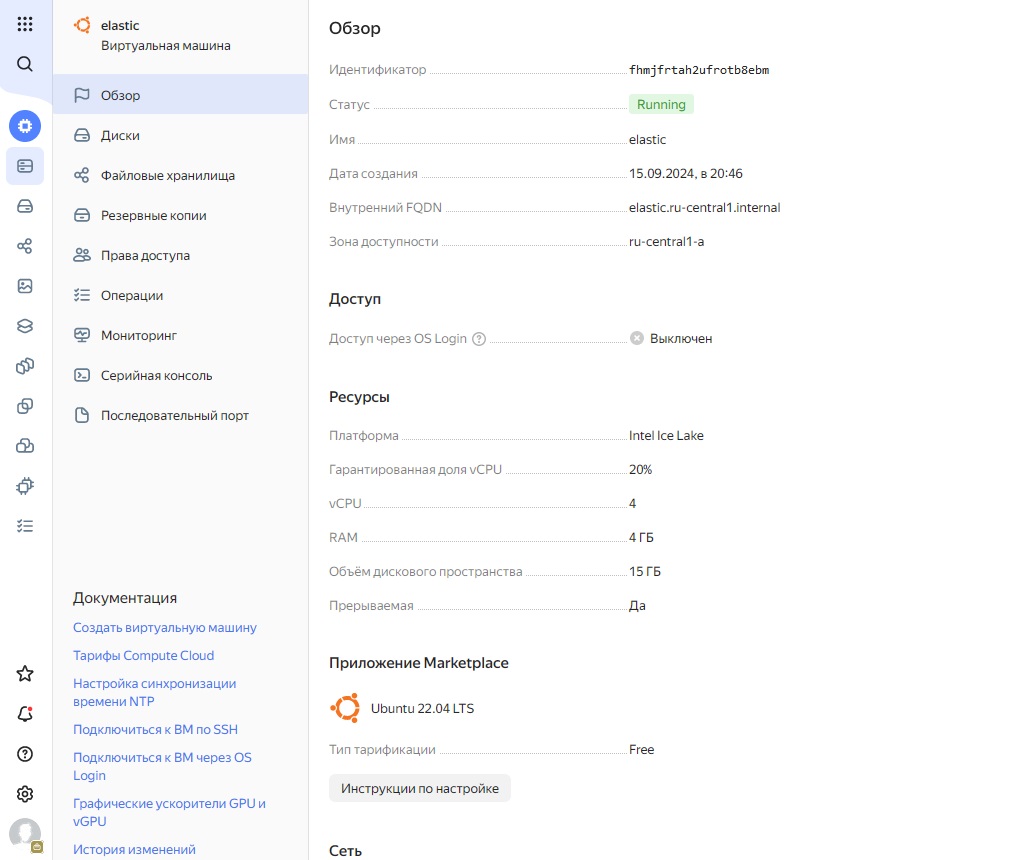 elastic
Виртуальная машина
Обзор
Диски
Файловые хранилища
Резервные копии
Права доступа
Операции
Мониторинг
Серийная консоль
Последовательный порт
Документация
Создать виртуальную машину
Тарифы Compute Cloud
Настройка синхронизации
времени NTP
Подключиться к ВМ по SSH
Подключиться к ВМ через OS
Login
Графические ускорители GPU и
vGPU
История изменений
Обзор
Идентификатор fhmjfrtah2ufrotb8ebm
Статус Running
Имя elastic
Дата создания 15.09.2024, в 20:46
Внутренний FQDN elastic.ru-central1.internal
Зона доступности ru-central1-a
Доступ
Доступ через OS Login Выключен
Ресурсы
Платформа Intel Ice Lake
Гарантированная доля vCPU 20%
vCPU 4
RAM 4 ГБ
Объём дискового пространства 15 ГБ
Прерываемая Да
Приложение Marketplace
Ubuntu 22.04 LTS
Тип тарификации Free
Инструкции по настройке
Сеть